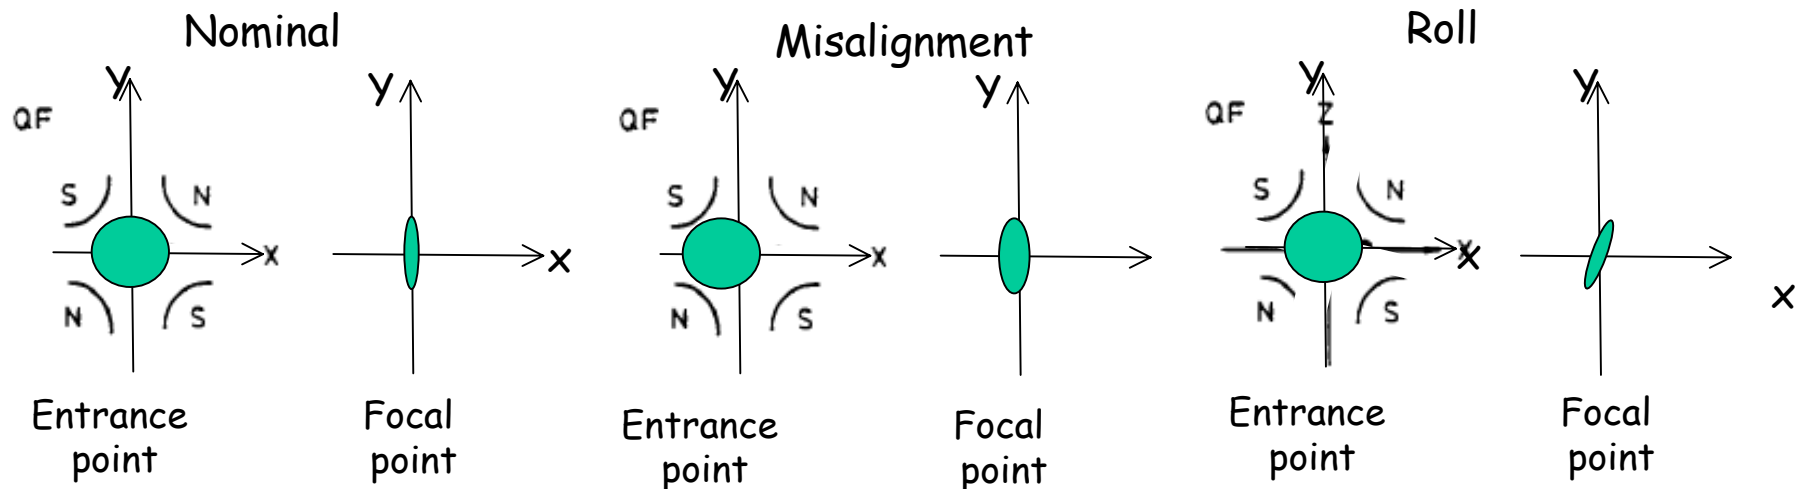 Nominal
Misalignment
Roll
y
QF
S
N
N
S
X
Entrance
point
y
x
Focal
point
y
QF
S
N
N
S
X
Entrance
point
y
Focal
point
y
QF
Z
S
N
N
S
X
x
Entrance
point
y
x
Focal
point